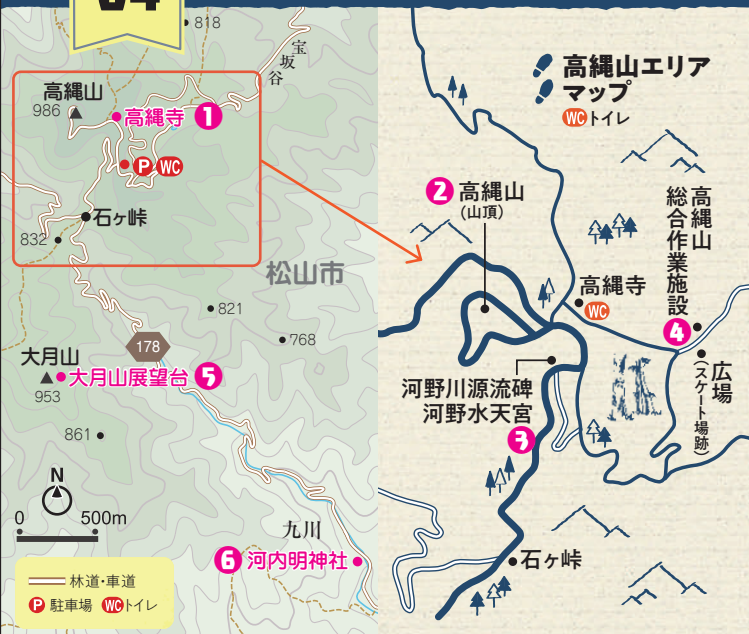 818
宝坂谷
高縄山
986
高縄寺 1
P WC
石ヶ峠
832
松山市
821
768
178
大月山
大月山展望台 5
953
861
N
0 500m
九川
6 河内明神社
林道・車道
P 駐車場 WC トイレ
高縄山エリア
マップ
WC トイレ
2 高縄山
(山頂)
高縄山
総合作業施設
4
高縄寺
WC
広場
(スケート場跡)
河野川源流碑
河野水天宮
3
石ヶ峠